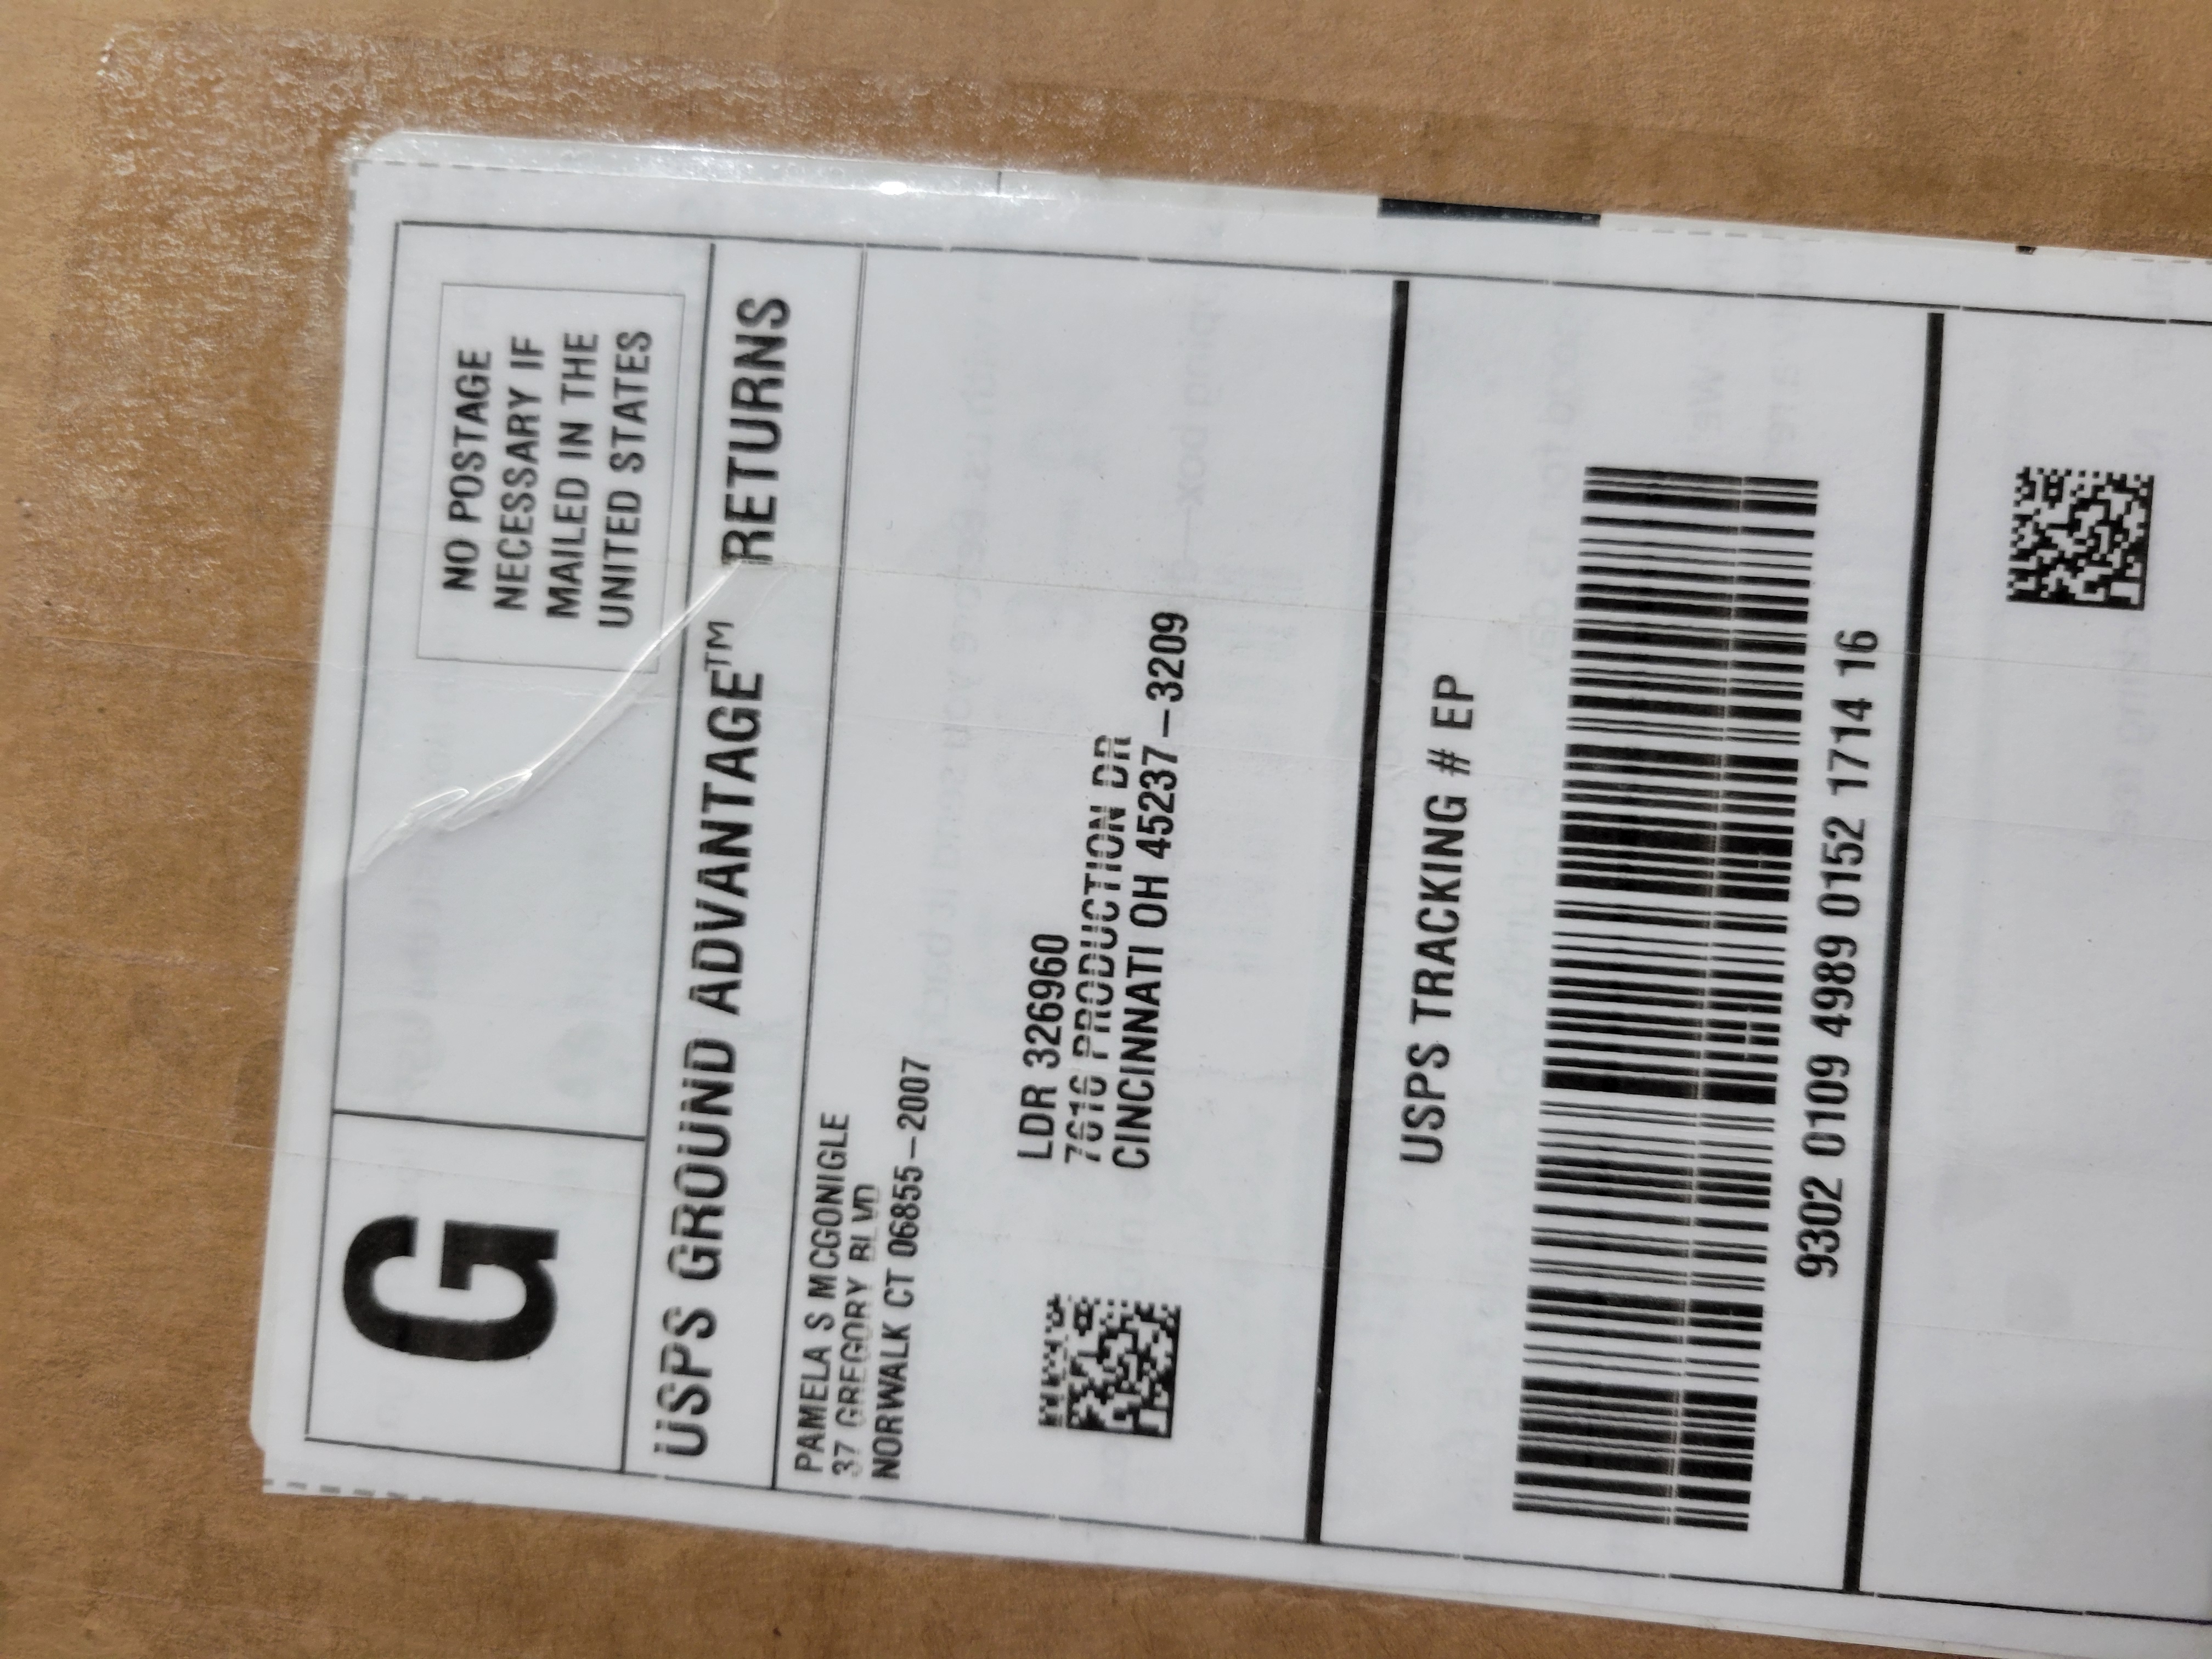 G
NO POSTAGE
NECESSARY IF
MAILED IN THE
UNITED STATES
USPS GROUND ADVANTAGE™ RETURNS
PAMELA S MCGONIGLE
37 GREGORY BLVD
NORWALK CT 06855-2007
LDR 326960
PRODUCTION DR
CINCINNATI OH 45237-3209
USPS TRACKING # EP
9302 0109 4989 0152 1714 16